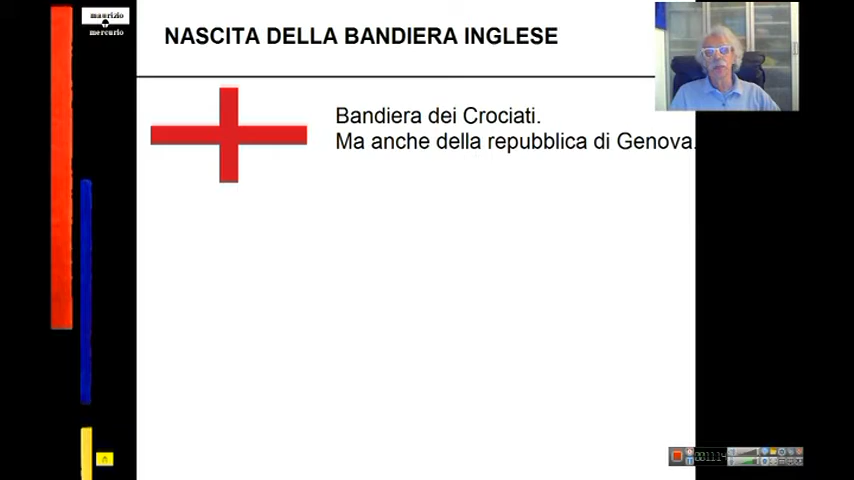 maurizio
mercurio
NASCITA DELLA BANDIERA INGLESE
Bandiera dei Crociati.
Ma anche della repubblica di Genova.